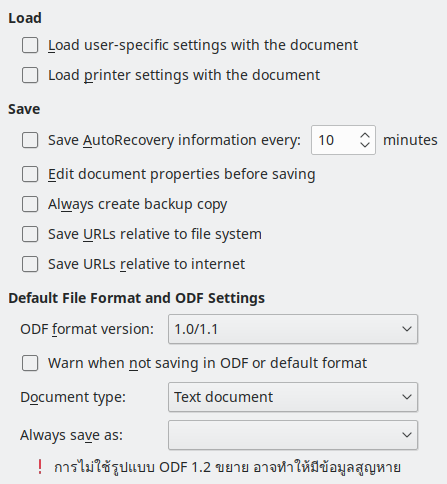 Load
Load user-specific settings with the document
Load printer settings with the document
Save
Save AutoRecovery information every: 10 minutes
Edit document properties before saving
Always create backup copy
Save URLs relative to file system
Save URLs relative to internet
Default File Format and ODF Settings
ODF format version: 1.0/1.1
Warn when not saving in ODF or default format
Document type: Text document
Always save as:
! การไม่ใช้รูปแบบ ODF 1.2 ขยาย อาจทำให้มีข้อมูลสูญหาย